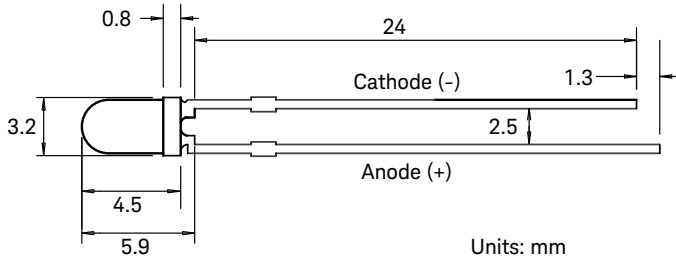 0.8
24
1.3
Cathode (-)
3.2
2.5
Anode (+)
4.5
5.9
Units: mm